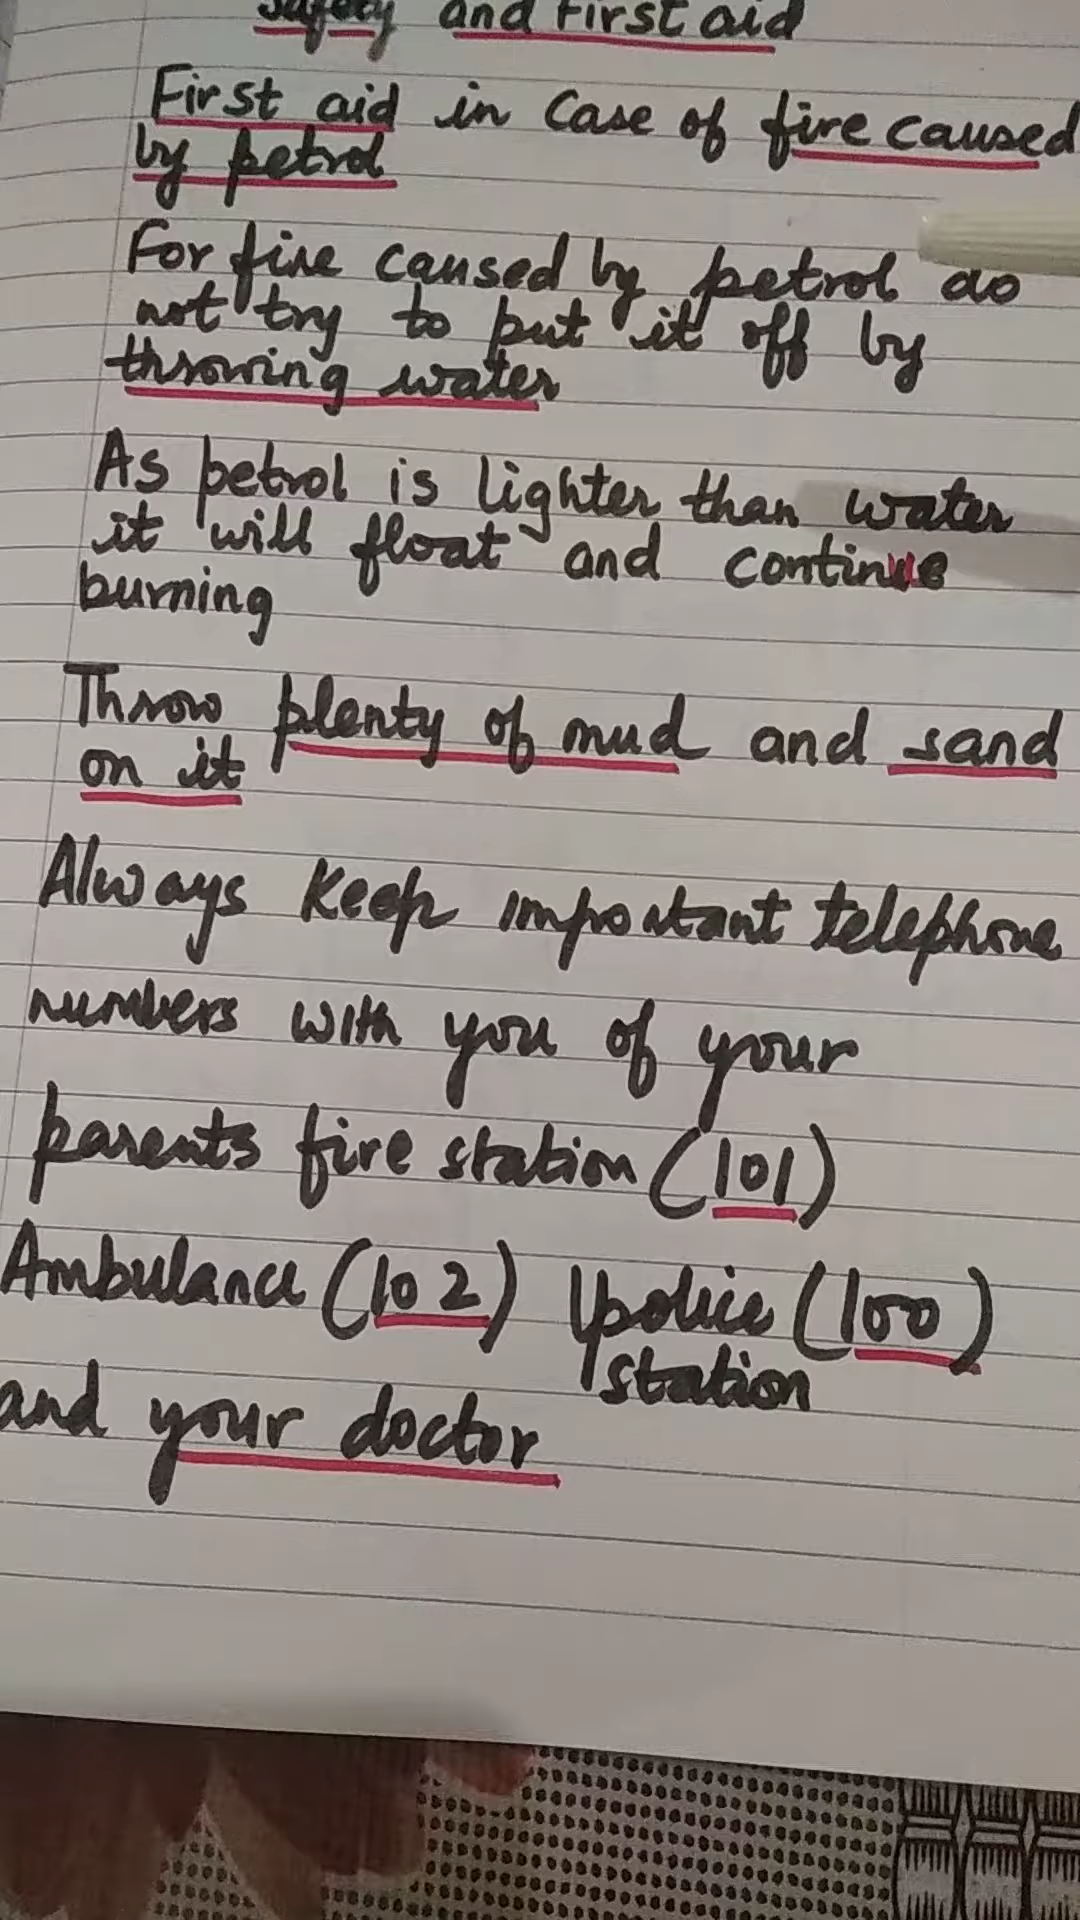 Safety and First aid
First aid in case of fire caused
by petrol
For fire caused by petrol do
not try to put it off by
throwing water
As petrol is lighter than water
it will float and continue
burning
Throw plenty of mud and sand
on it
Always keep important telephone
numbers with you of your
parents fire station (101)
Ambulance (102) police (100)
station
and your doctor